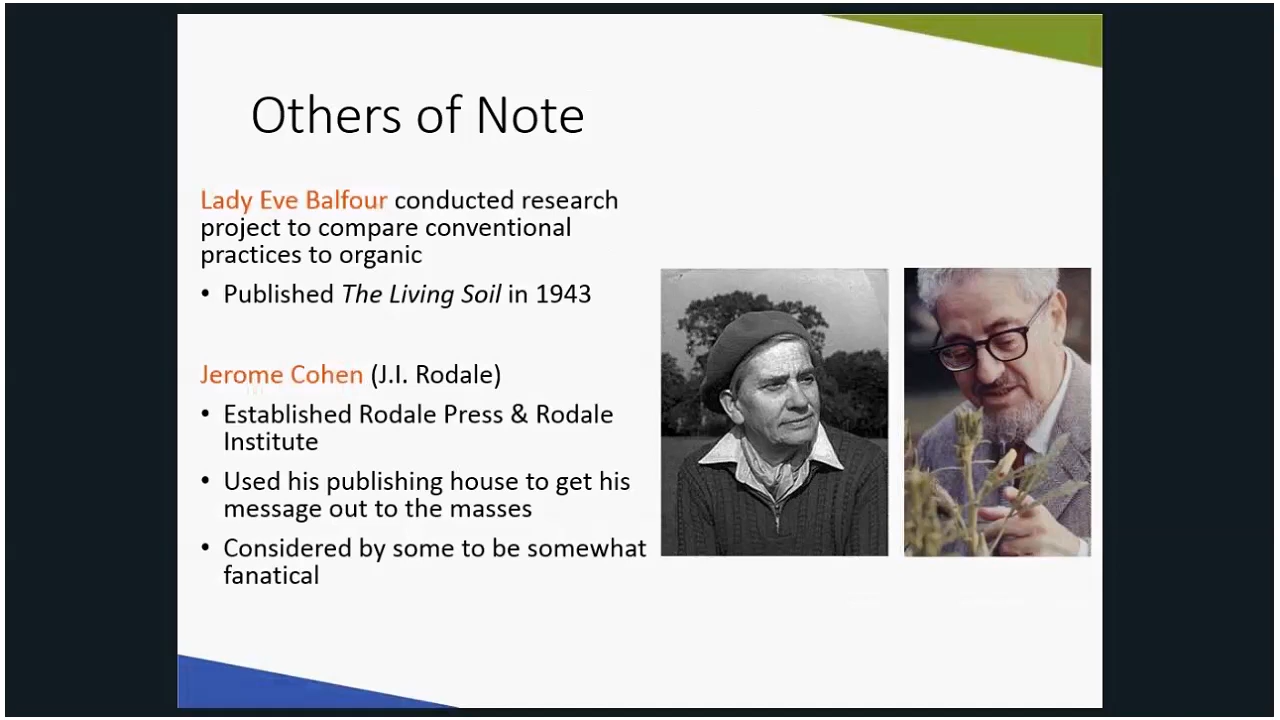 Others of Note
Lady Eve Balfour conducted research
project to compare conventional
practices to organic
• Published The Living Soil in 1943
Jerome Cohen (J.I. Rodale)
• Established Rodale Press & Rodale
Institute
• Used his publishing house to get his
message out to the masses
• Considered by some to be somewhat
fanatical